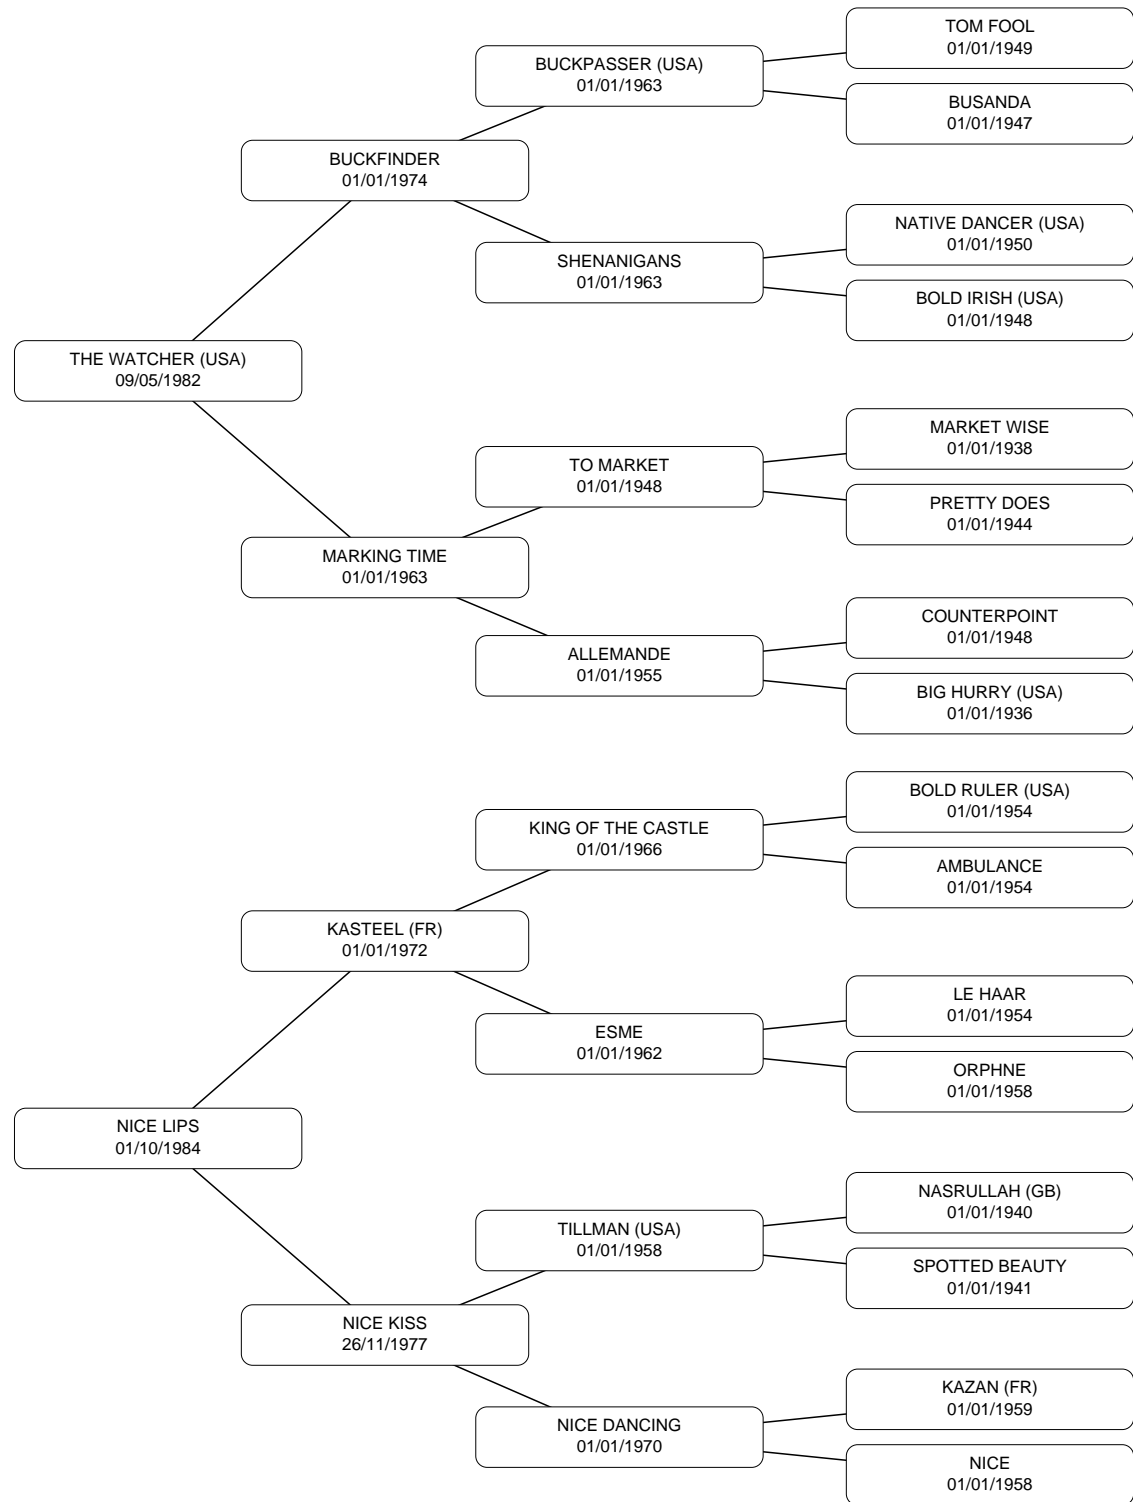 TOM FOOL
01/01/1949
BUCKPASSER (USA)
01/01/1963
BUSANDA
01/01/1947
BUCKFINDER
01/01/1974
NATIVE DANCER (USA)
01/01/1950
SHENANIGANS
01/01/1963
BOLD IRISH (USA)
01/01/1948
THE WATCHER (USA)
09/05/1982
MARKET WISE
01/01/1938
TO MARKET
01/01/1948
PRETTY DOES
01/01/1944
MARKING TIME
01/01/1963
COUNTERPOINT
01/01/1948
ALLEMANDE
01/01/1955
BIG HURRY (USA)
01/01/1936
BOLD RULER (USA)
01/01/1954
KING OF THE CASTLE
01/01/1966
AMBULANCE
01/01/1954
KASTEEL (FR)
01/01/1972
LE HAAR
01/01/1954
ESME
01/01/1962
ORPHNE
01/01/1958
NICE LIPS
01/10/1984
NASRULLAH (GB)
01/01/1940
TILLMAN (USA)
01/01/1958
SPOTTED BEAUTY
01/01/1941
NICE KISS
26/11/1977
KAZAN (FR)
01/01/1959
NICE DANCING
01/01/1970
NICE
01/01/1958